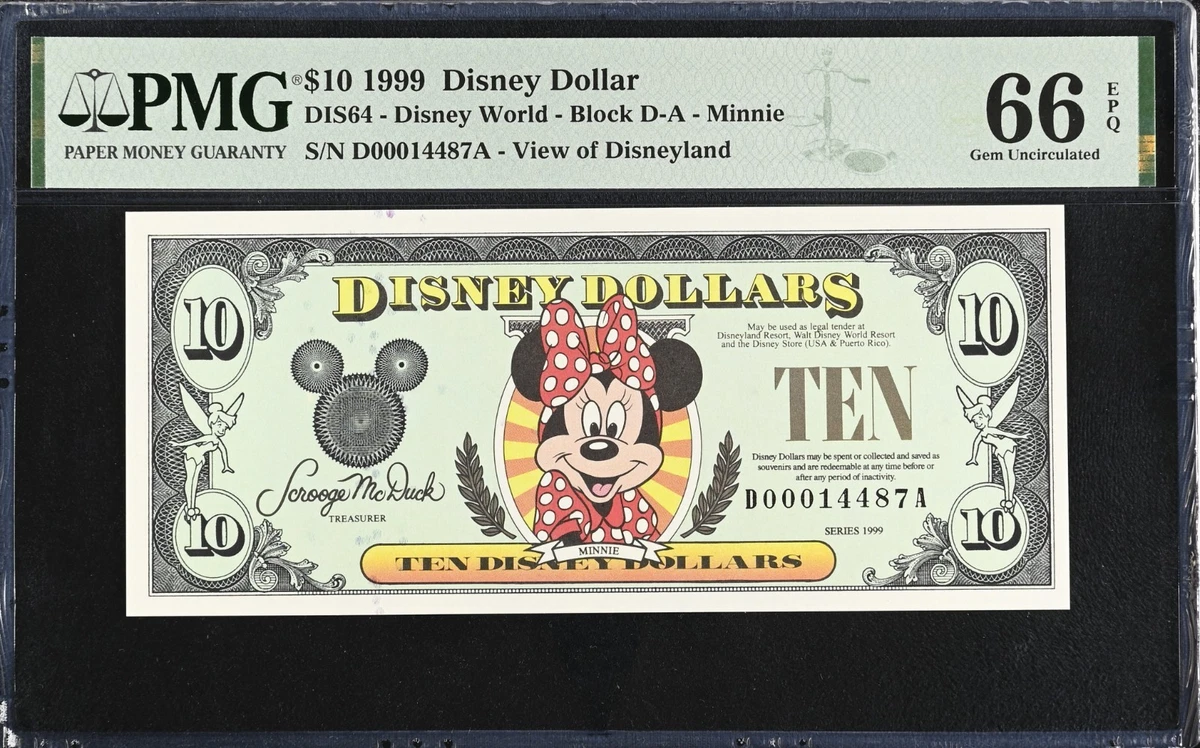 PMG® $10 1999 Disney Dollar
DIS64 - Disney World - Block D-A - Minnie
PAPER MONEY GUARANTY S/N D00014487A - View of Disneyland
66 EPQ
Gem Uncirculated
10
10
DISNEY DOLLARS
May be used as legal tender at
Disneyland Resort, Walt Disney World Resort
and the Disney Store (USA & Puerto Rico).
TEN
Disney Dollars may be spent or collected and saved as
souvenirs and are redeemable at any time before or
after any period of inactivity.
Scrooge McDuck
TREASURER
D00014487A
SERIES 1999
10
10
MINNIE
TEN DISNEY DOLLARS